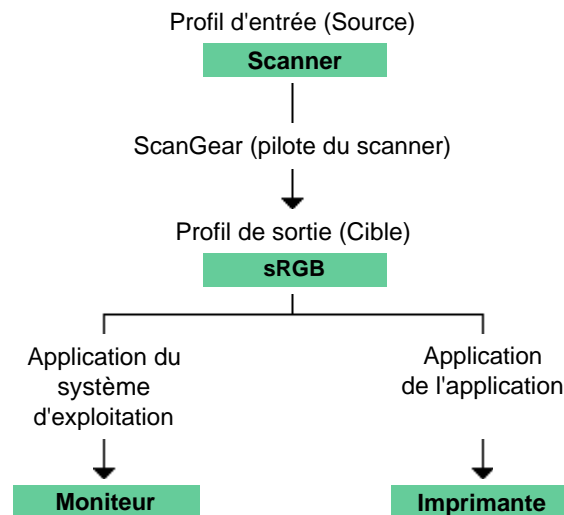 Profil d'entrée (Source)
Scanner
ScanGear (pilote du scanner)
Profil de sortie (Cible)
sRGB
Application du
système
d'exploitation
Application
de l'application
Moniteur
Imprimante